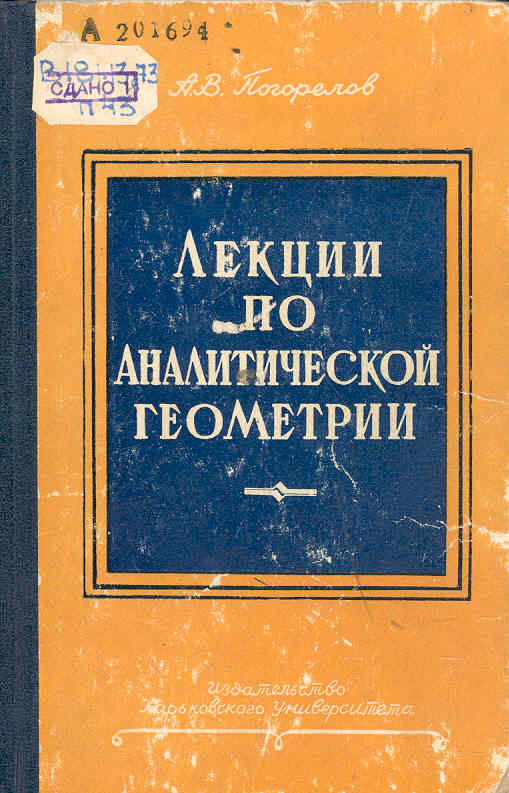 А 201694
СДАНО
А.В. Погорелов
ЛЕКЦИИ
ПО
АНАЛИТИЧЕСКОЙ
ГЕОМЕТРИИ
Издательство
Харьковского Университета